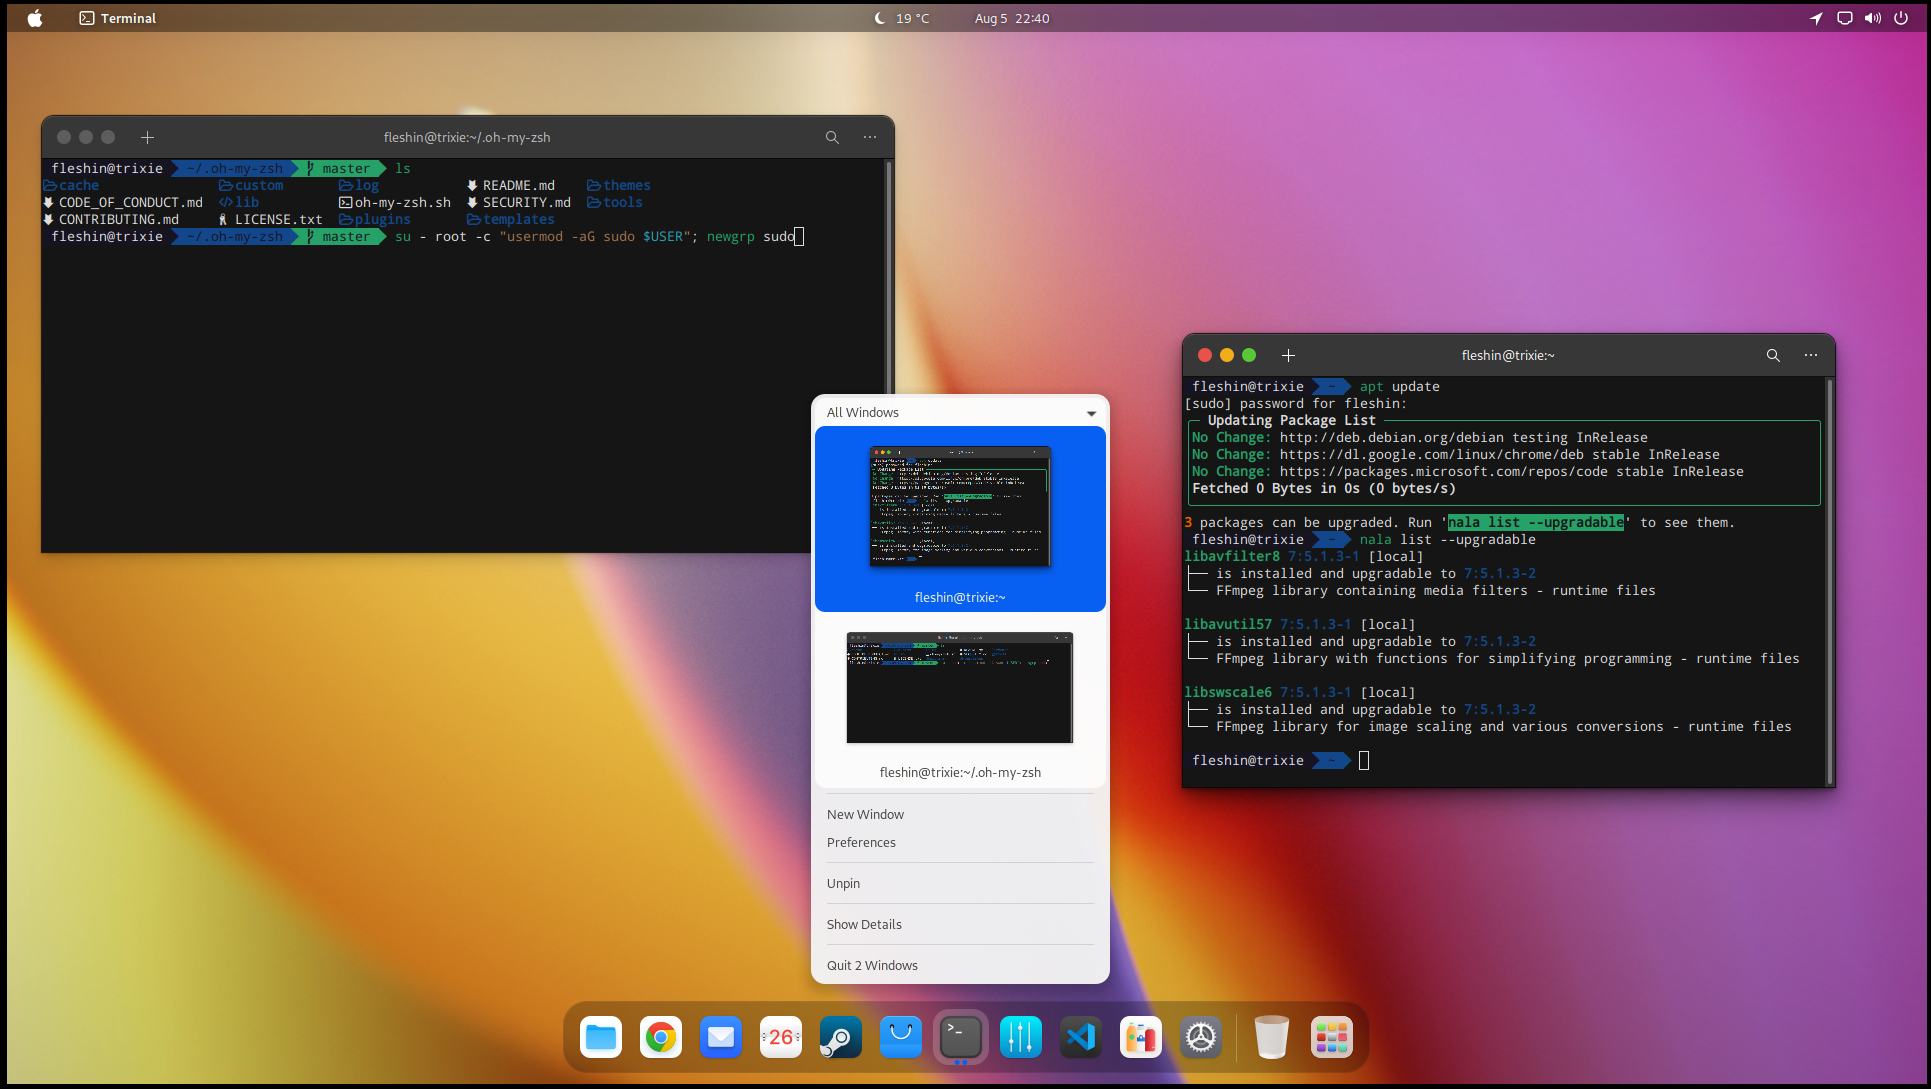 Terminal
19 °C
Aug 5 22:40
fleshin@trixie:~/.oh-my-zsh
fleshin@trixie ~/.oh-my-zsh master ls
cache custom log README.md themes
CODE_OF_CONDUCT.md lib oh-my-zsh.sh SECURITY.md tools
CONTRIBUTING.md LICENSE.txt plugins templates
fleshin@trixie ~/.oh-my-zsh master su - root -c "usermod -aG sudo $USER"; newgrp sudo
All Windows
fleshin@trixie:~
fleshin@trixie:~/.oh-my-zsh
New Window
Preferences
Unpin
Show Details
Quit 2 Windows
fleshin@trixie:~
fleshin@trixie ~ apt update
[sudo] password for fleshin:
Updating Package List
No Change: http://deb.debian.org/debian testing InRelease
No Change: https://dl.google.com/linux/chrome/deb stable InRelease
No Change: https://packages.microsoft.com/repos/code stable InRelease
Fetched 0 Bytes in 0s (0 bytes/s)
3 packages can be upgraded. Run 'nala list --upgradable' to see them.
fleshin@trixie ~ nala list --upgradable
libavfilter8 7:5.1.3-1 [local]
├── is installed and upgradable to 7:5.1.3-2
└── FFmpeg library containing media filters - runtime files
libavutil57 7:5.1.3-1 [local]
├── is installed and upgradable to 7:5.1.3-2
└── FFmpeg library with functions for simplifying programming - runtime files
libswscale6 7:5.1.3-1 [local]
├── is installed and upgradable to 7:5.1.3-2
└── FFmpeg library for image scaling and various conversions - runtime files
fleshin@trixie ~
26